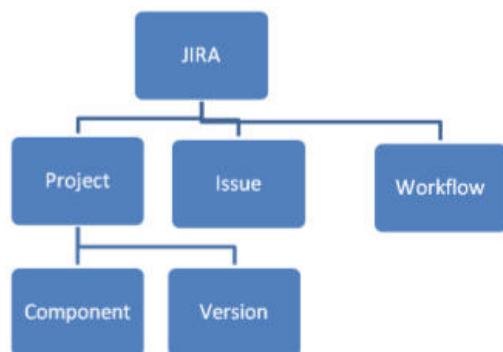 JIRA
Project
Issue
Workflow
Component
Version